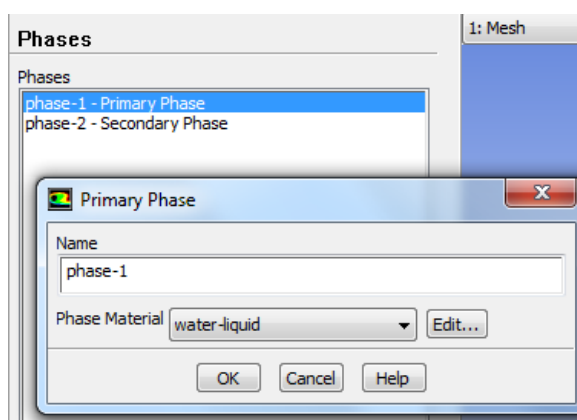 Phases
1: Mesh
Phases
phase-1 - Primary Phase
phase-2 - Secondary Phase
Primary Phase
Name
phase-1
Phase Material water-liquid Edit...
OK Cancel Help